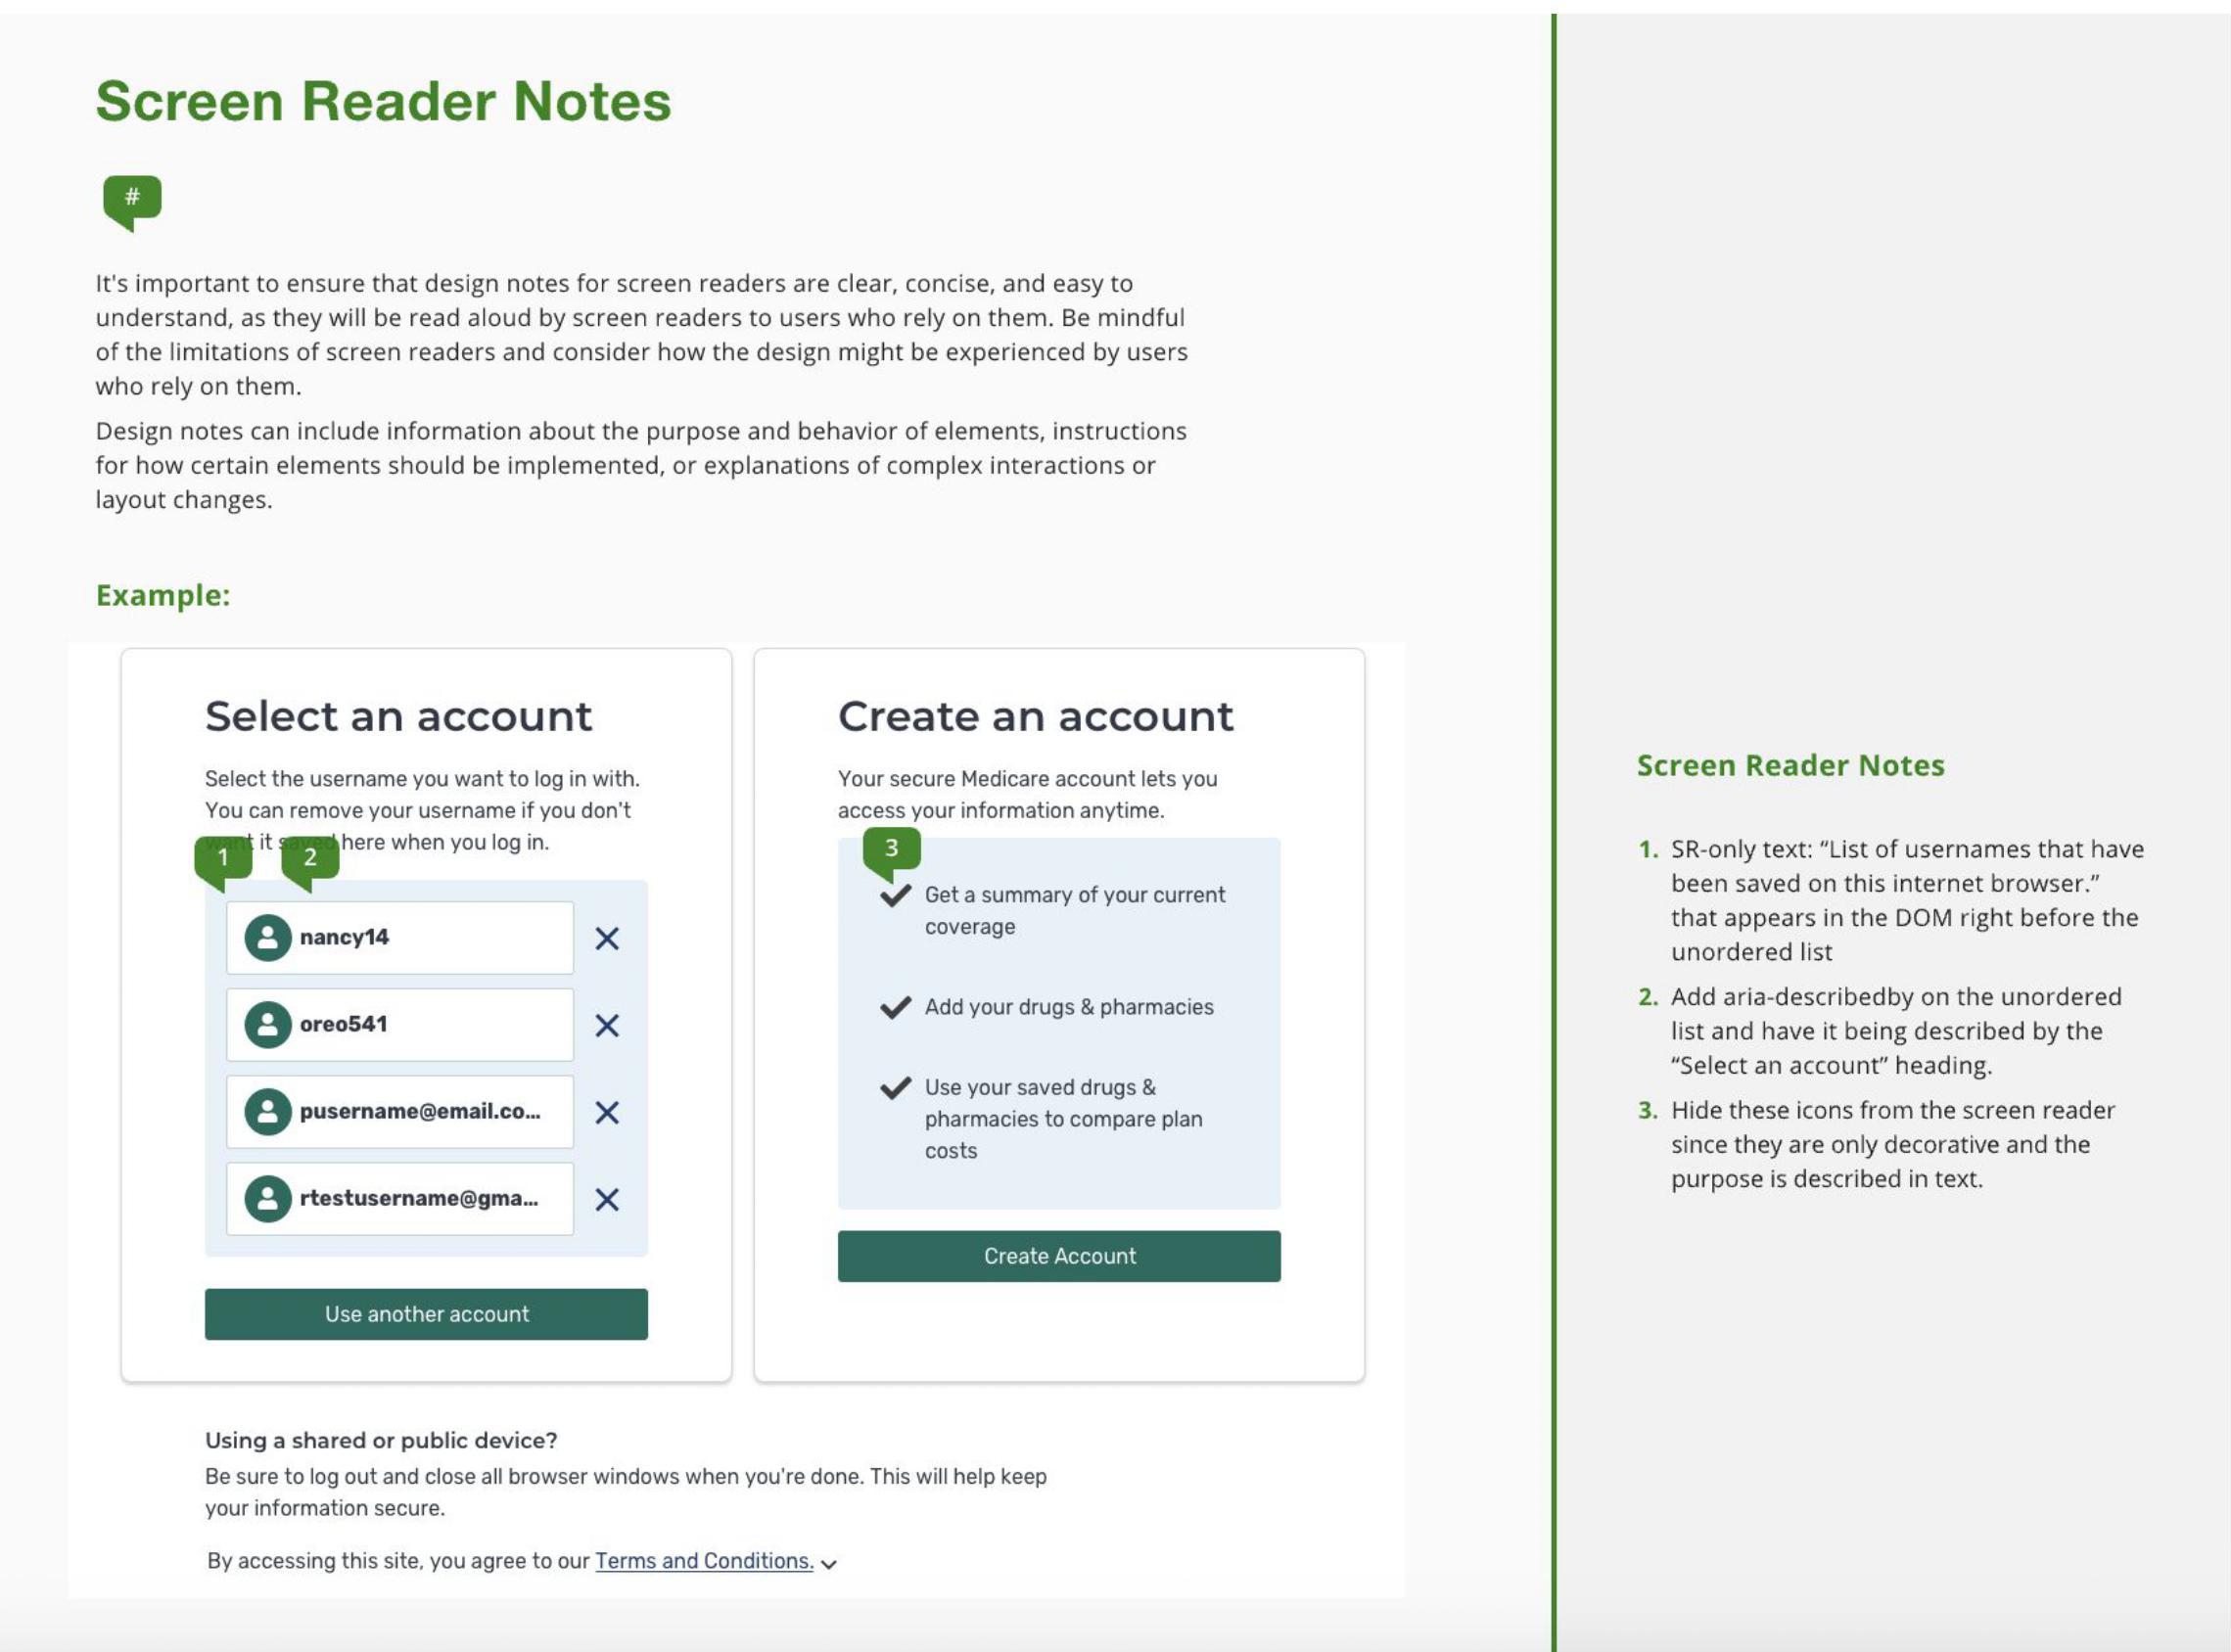 Screen Reader Notes
#
It's important to ensure that design notes for screen readers are clear, concise, and easy to
understand, as they will be read aloud by screen readers to users who rely on them. Be mindful
of the limitations of screen readers and consider how the design might be experienced by users
who rely on them.
Design notes can include information about the purpose and behavior of elements, instructions
for how certain elements should be implemented, or explanations of complex interactions or
layout changes.
Example:
Select an account
Select the username you want to log in with.
You can remove your username if you don't
want it saved here when you log in.
1
2
nancy14
oreo541
pusername@email.co...
rtestusername@gma...
Use another account
Create an account
Your secure Medicare account lets you
access your information anytime.
3
Get a summary of your current
coverage
Add your drugs & pharmacies
Use your saved drugs &
pharmacies to compare plan
costs
Create Account
Using a shared or public device?
Be sure to log out and close all browser windows when you're done. This will help keep
your information secure.
By accessing this site, you agree to our Terms and Conditions.
Screen Reader Notes
1. SR-only text: “List of usernames that have
been saved on this internet browser.”
that appears in the DOM right before the
unordered list
2. Add aria-describedby on the unordered
list and have it being described by the
“Select an account” heading.
3. Hide these icons from the screen reader
since they are only decorative and the
purpose is described in text.